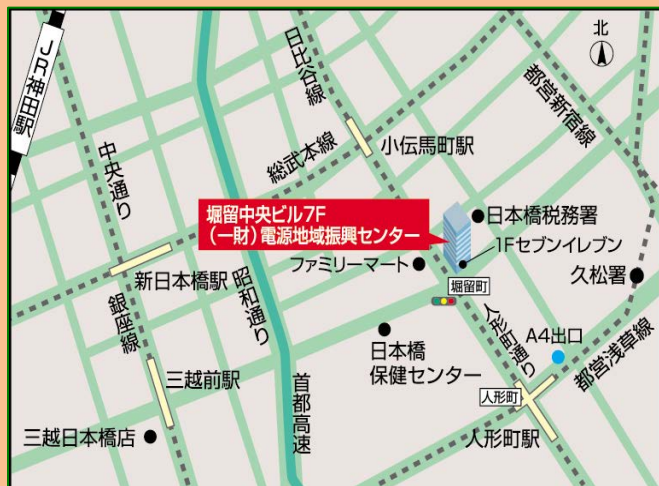 北
JR神田駅
日比谷線
都営新宿線
中央通り
総武本線
小伝馬町駅
堀留中央ビル7F
(一財)電源地域振興センター
日本橋税務署
1Fセブンイレブン
ファミリーマート
久松署
新日本橋駅
昭和通り
堀留町
銀座線
人形町通り
A4出口
都営浅草線
日本橋
保健センター
三越前駅
首都高速
人形町
三越日本橋店
人形町駅